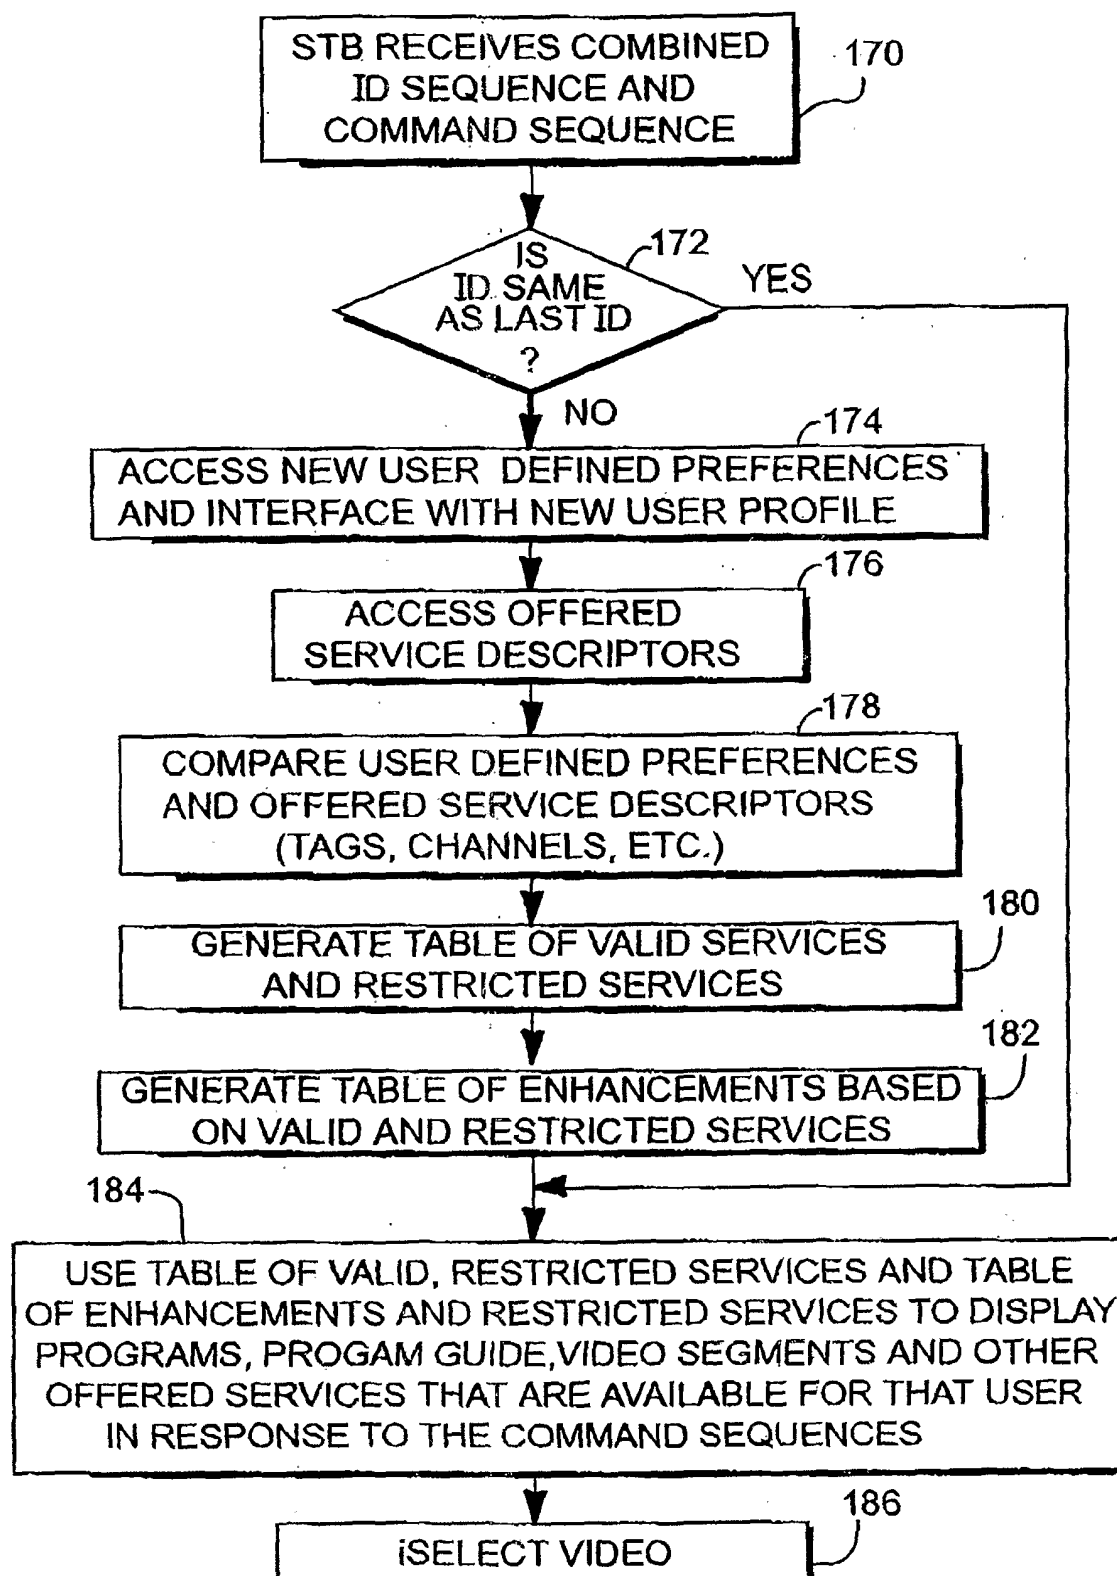 STB RECEIVES COMBINED
ID SEQUENCE AND
COMMAND SEQUENCE
170
IS
ID SAME
AS LAST ID
?
172
YES
NO
174
ACCESS NEW USER DEFINED PREFERENCES
AND INTERFACE WITH NEW USER PROFILE
176
ACCESS OFFERED
SERVICE DESCRIPTORS
178
COMPARE USER DEFINED PREFERENCES
AND OFFERED SERVICE DESCRIPTORS
(TAGS, CHANNELS, ETC.)
180
GENERATE TABLE OF VALID SERVICES
AND RESTRICTED SERVICES
182
GENERATE TABLE OF ENHANCEMENTS BASED
ON VALID AND RESTRICTED SERVICES
184
USE TABLE OF VALID, RESTRICTED SERVICES AND TABLE
OF ENHANCEMENTS AND RESTRICTED SERVICES TO DISPLAY
PROGRAMS, PROGAM GUIDE,VIDEO SEGMENTS AND OTHER
OFFERED SERVICES THAT ARE AVAILABLE FOR THAT USER
IN RESPONSE TO THE COMMAND SEQUENCES
186
iSELECT VIDEO